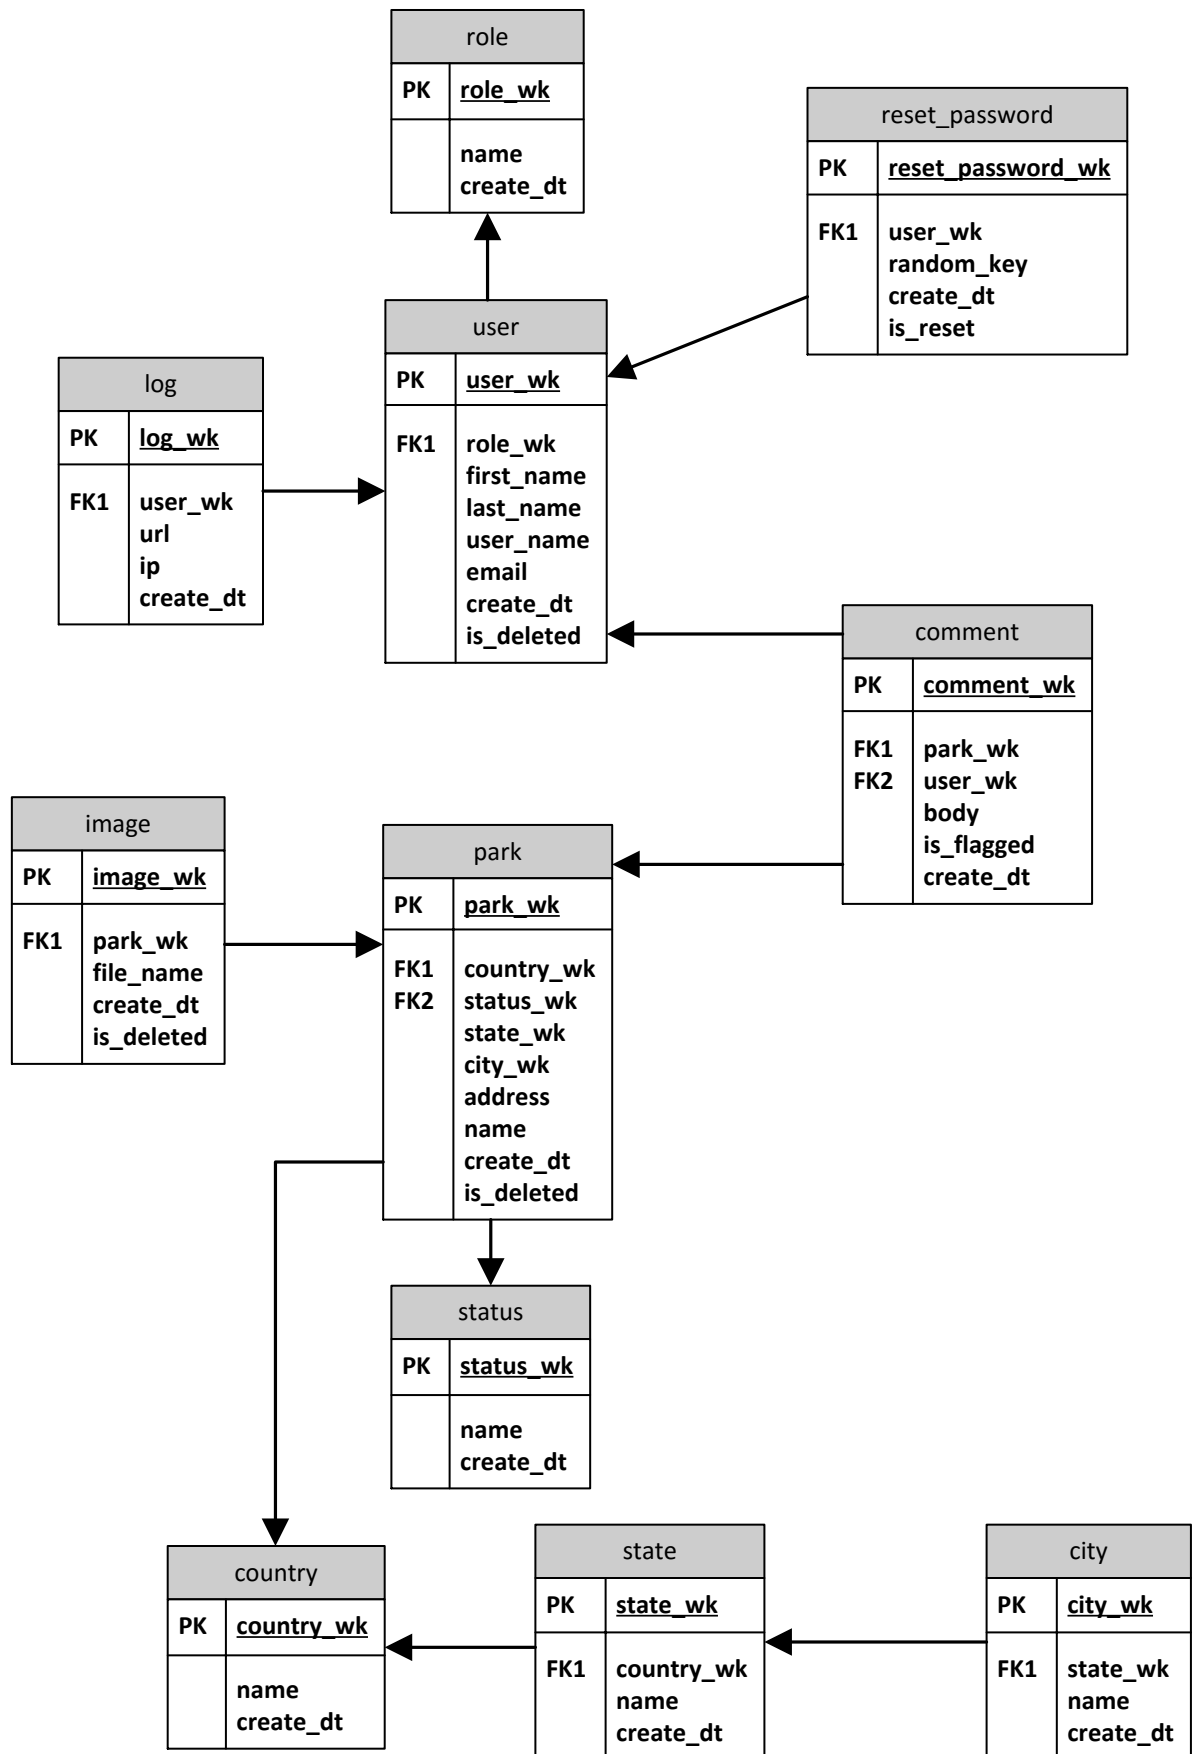 role
PK role_wk
name
create_dt
reset_password
PK reset_password_wk
FK1 user_wk
random_key
create_dt
is_reset
user
PK user_wk
FK1 role_wk
first_name
last_name
user_name
email
create_dt
is_deleted
log
PK log_wk
FK1 user_wk
url
ip
create_dt
comment
PK comment_wk
FK1 park_wk
FK2 user_wk
body
is_flagged
create_dt
image
PK image_wk
FK1 park_wk
file_name
create_dt
is_deleted
park
PK park_wk
FK1 country_wk
FK2 status_wk
state_wk
city_wk
address
name
create_dt
is_deleted
status
PK status_wk
name
create_dt
country
PK country_wk
name
create_dt
state
PK state_wk
FK1 country_wk
name
create_dt
city
PK city_wk
FK1 state_wk
name
create_dt